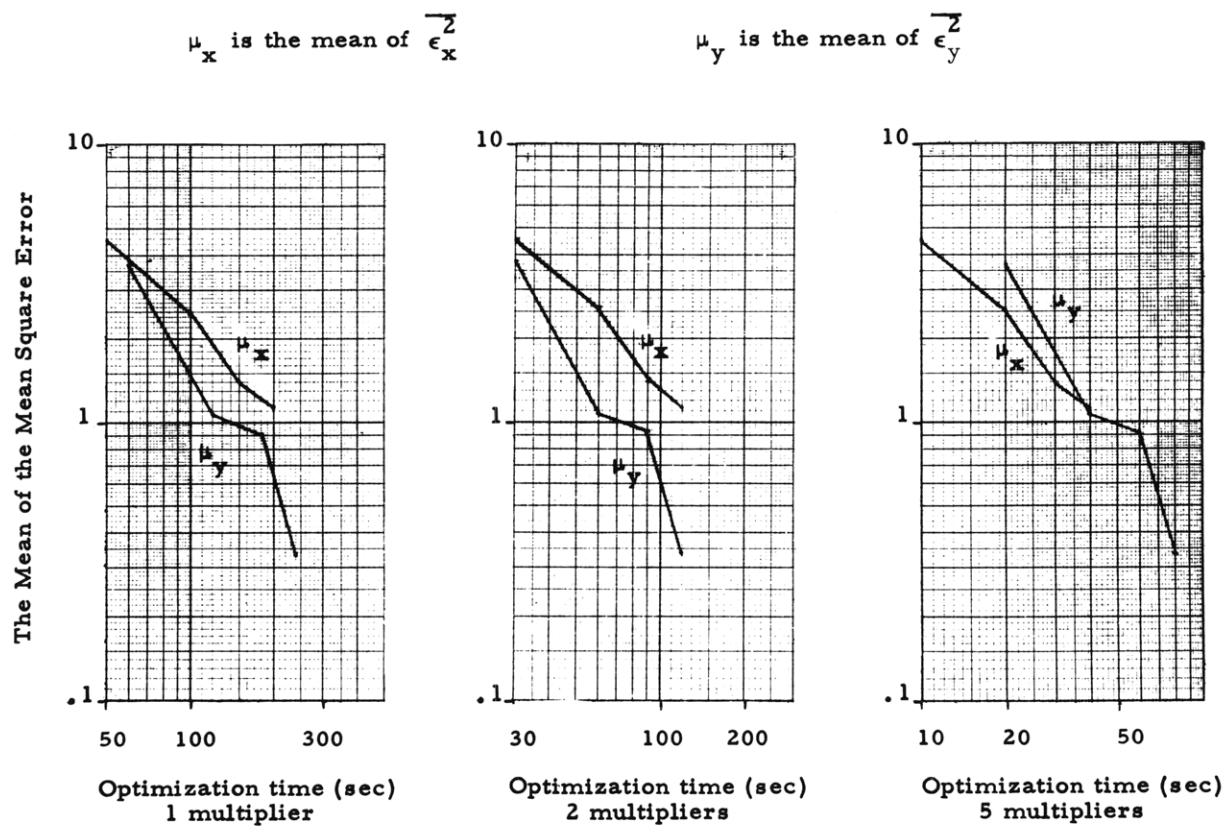 μx is the mean of ϵx²
μy is the mean of ϵy²
The Mean of the Mean Square Error
10
1
.1
μx
μy
50 100 300
Optimization time (sec)
1 multiplier
10
1
.1
μx
μy
30 100 200
Optimization time (sec)
2 multipliers
10
1
.1
μy
μx
10 20 50
Optimization time (sec)
5 multipliers